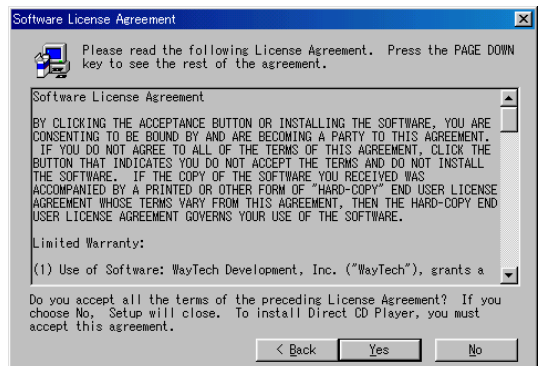 Software License Agreement
Please read the following License Agreement. Press the PAGE DOWN
key to see the rest of the agreement.
Software License Agreement
BY CLICKING THE ACCEPTANCE BUTTON OR INSTALLING THE SOFTWARE, YOU ARE
CONSENTING TO BE BOUND BY AND ARE BECOMING A PARTY TO THIS AGREEMENT.
IF YOU DO NOT AGREE TO ALL OF THE TERMS OF THIS AGREEMENT, CLICK THE
BUTTON THAT INDICATES YOU DO NOT ACCEPT THE TERMS AND DO NOT INSTALL
THE SOFTWARE. IF THE COPY OF THE SOFTWARE YOU RECEIVED WAS
ACCOMPANIED BY A PRINTED OR OTHER FORM OF "HARD-COPY" END USER LICENSE
AGREEMENT WHOSE TERMS VARY FROM THIS AGREEMENT, THEN THE HARD-COPY END
USER LICENSE AGREEMENT GOVERNS YOUR USE OF THE SOFTWARE.
Limited Warranty:
(1) Use of Software: WayTech Development, Inc. ("WayTech"), grants a
Do you accept all the terms of the preceding License Agreement? If you
choose No, Setup will close. To install Direct CD Player, you must
accept this agreement.
< Back Yes No